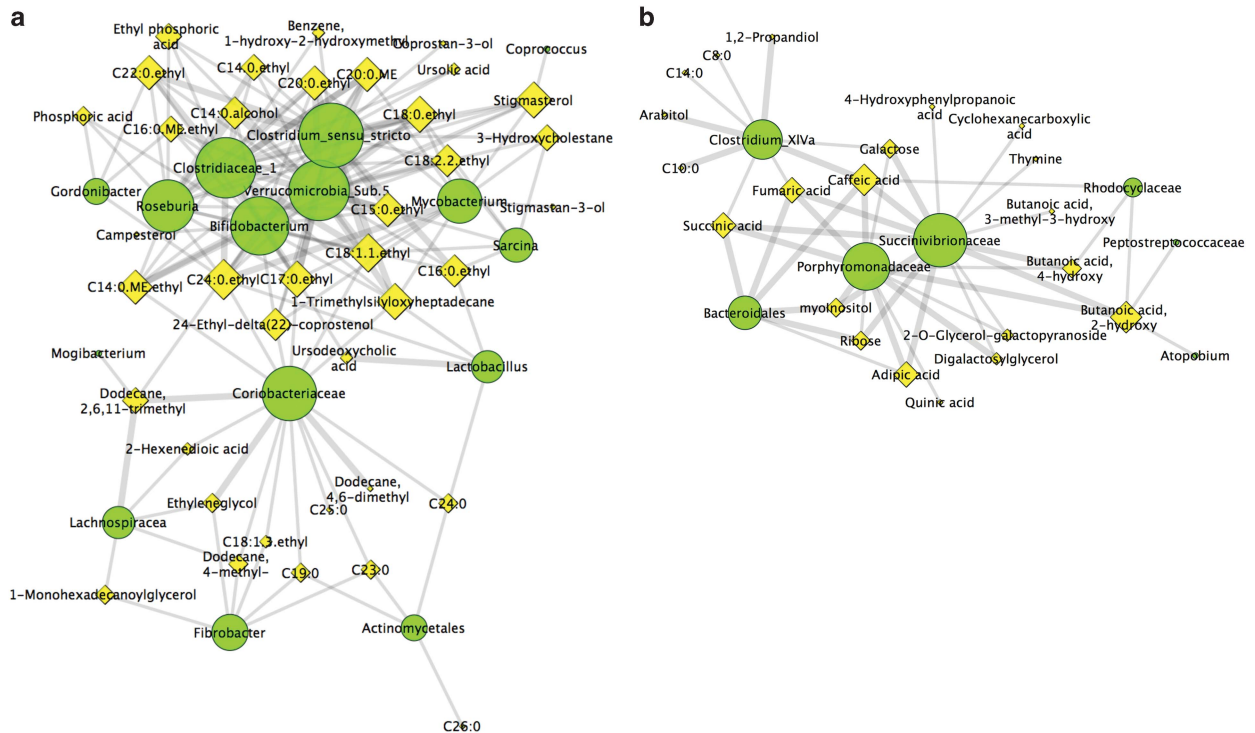 a
Ethyl phosphoric
acid
Benzene,
1-hydroxy-2-hydroxymethyl
Coprostan-3-ol
Coprococcus
C22:0.ethyl
C14:0.ethyl
C20:0.ethyl
C20:0.ME
Ursolic acid
Stigmasterol
Phosphoric acid
C16:0.ME.ethyl
C14:0.alcohol
C18:0.ethyl
Clostridium_sensu_stricto
3-Hydroxycholestane
Clostridiaceae_1
C18:2.2.ethyl
Gordonibacter
Roseburia
Verrucomicrobia_Sub.5
C15:0.ethyl
Mycobacterium
Stigmastan-3-ol
Campesterol
Bifidobacterium
C18:1.1.ethyl
Sarcina
C14:0.ME.ethyl
C24:0.ethyl
C17:0.ethyl
C16:0.ethyl
1-Trimethylsilyloxyheptadecane
24-Ethyl-delta(22)-coprostenol
Mogibacterium
Ursodeoxycholic
acid
Lactobacillus
Dodecane,
2,6,11-trimethyl
Coriobacteriaceae
2-Hexenedioic acid
Ethyleneglycol
Dodecane,
4,6-dimethyl
C25:0
C24:0
Lachnospiracea
C18:1.3.ethyl
Dodecane,
4-methyl-
C19:0
C23:0
1-Monohexadecanoylglycerol
Fibrobacter
Actinomycetales
C26:0
b
1,2-Propandiol
C8:0
C14:0
Arabitol
4-Hydroxyphenylpropanoic
acid
Cyclohexanecarboxylic
acid
Clostridium_XIVa
Galactose
Thymine
C10:0
Fumaric acid
Caffeic acid
Rhodocyclaceae
Butanoic acid,
3-methyl-3-hydroxy
Succinic acid
Succinivibrionaceae
Peptostreptococcaceae
Porphyromonadaceae
Butanoic acid,
4-hydroxy
Bacteroidales
myoInositol
Butanoic acid,
2-hydroxy
Ribose
2-O-Glycerol-galactopyranoside
Digalactosylglycerol
Atopobium
Adipic acid
Quinic acid